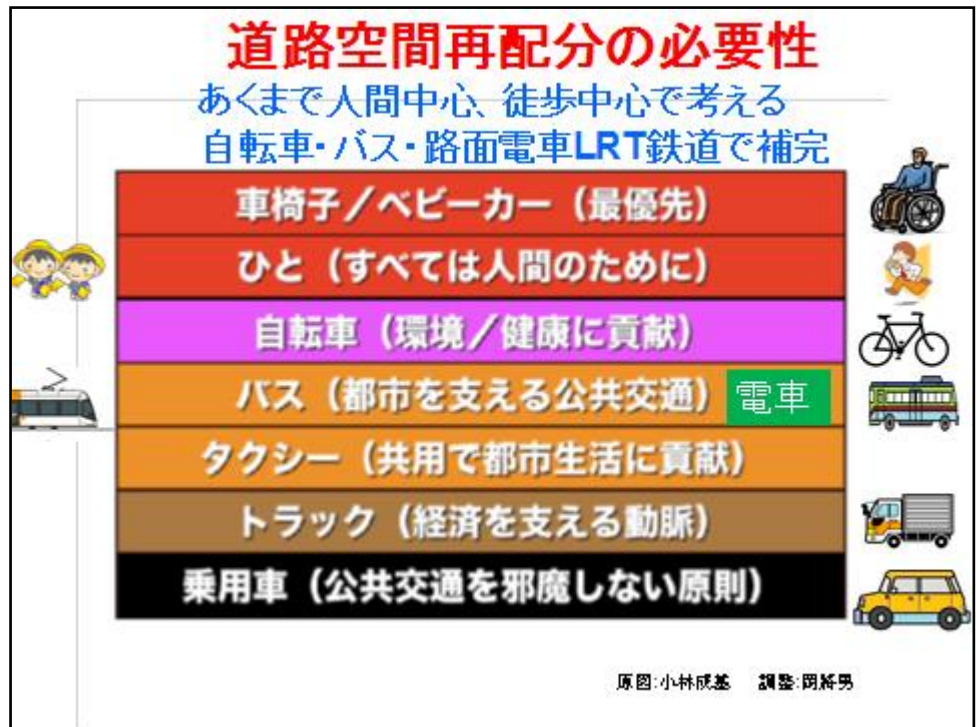 道路空間再配分の必要性
あくまで人間中心、徒歩中心で考える
自転車・バス・路面電車LRT鉄道で補完
車椅子／ベビーカー（最優先）
ひと（すべては人間のために）
自転車（環境／健康に貢献）
バス（都市を支える公共交通） 電車
タクシー（共用で都市生活に貢献）
トラック（経済を支える動脈）
乗用車（公共交通を邪魔しない原則）
原図:小林成基 調整:岡將男